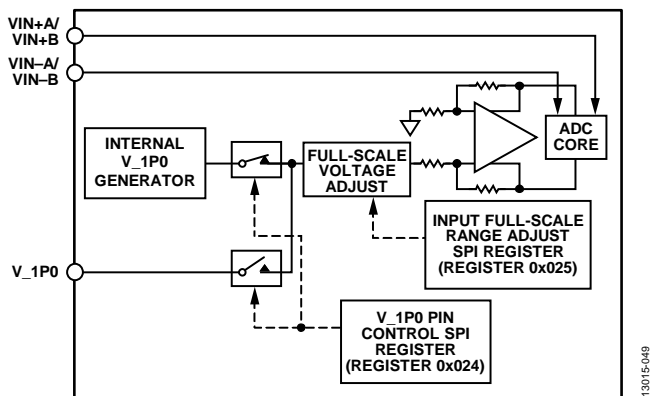 VIN+A/
VIN+B
VIN–A/
VIN–B
INTERNAL
V_1P0
GENERATOR
FULL-SCALE
VOLTAGE
ADJUST
ADC
CORE
INPUT FULL-SCALE
RANGE ADJUST
SPI REGISTER
(REGISTER 0x025)
V_1P0
V_1P0 PIN
CONTROL SPI
REGISTER
(REGISTER 0x024)
13015-049